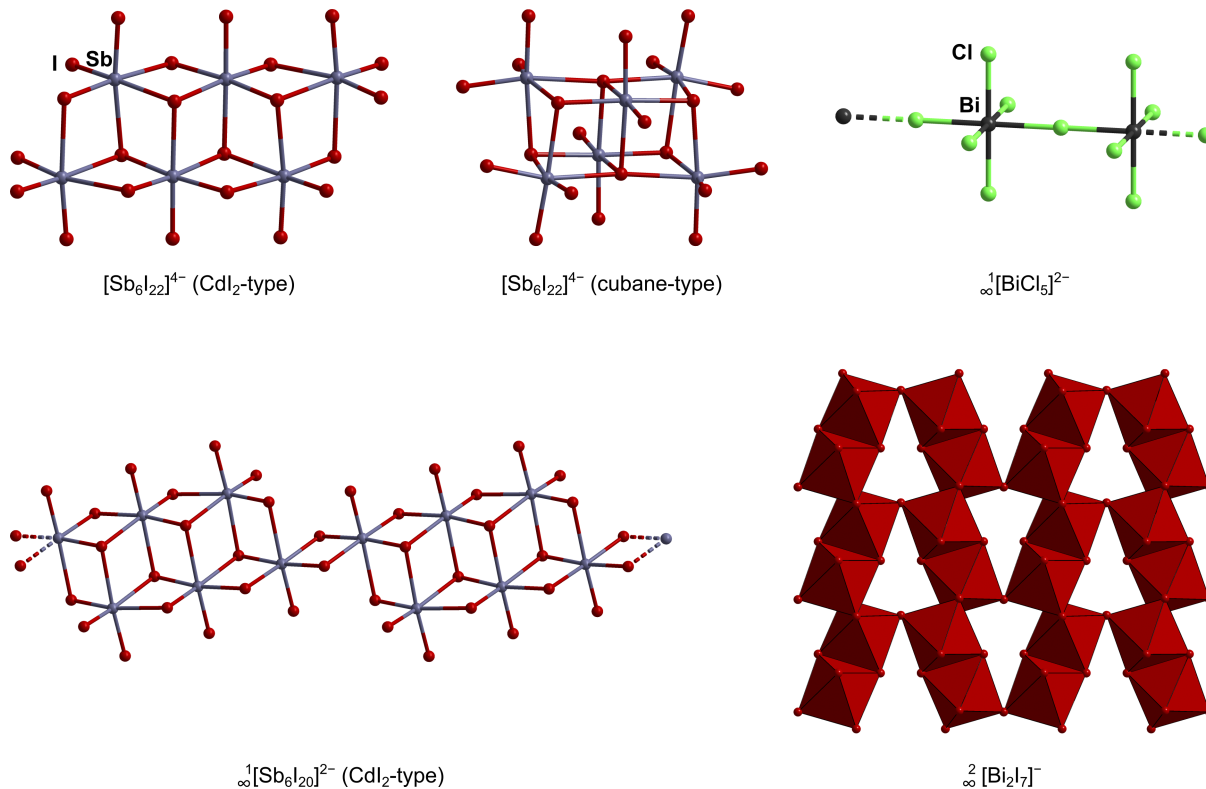 I Sb
Cl
Bi
[Sb₆I₂₂]⁴⁻ (CdI₂-type)
[Sb₆I₂₂]⁴⁻ (cubane-type)
¹∞[BiCl₅]²⁻
¹∞[Sb₆I₂₀]²⁻ (CdI₂-type)
²∞[Bi₂I₇]⁻